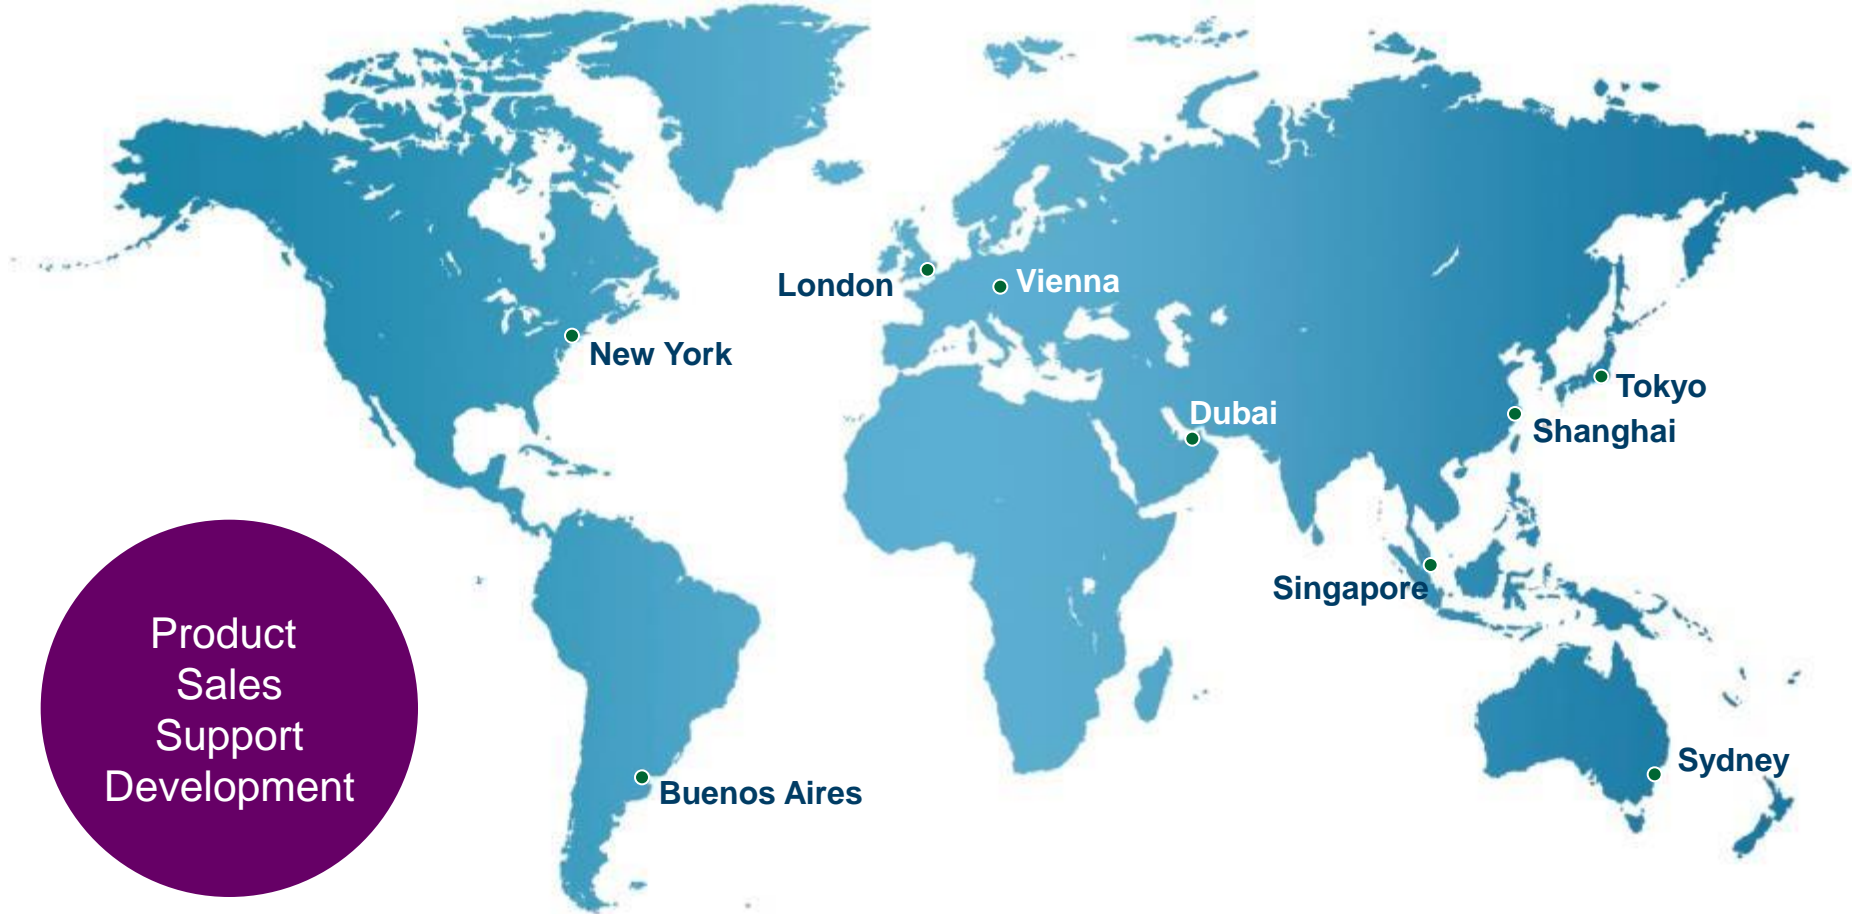 London
Vienna
New York
Tokyo
Dubai
Shanghai
Singapore
Product
Sales
Support
Development
Sydney
Buenos Aires